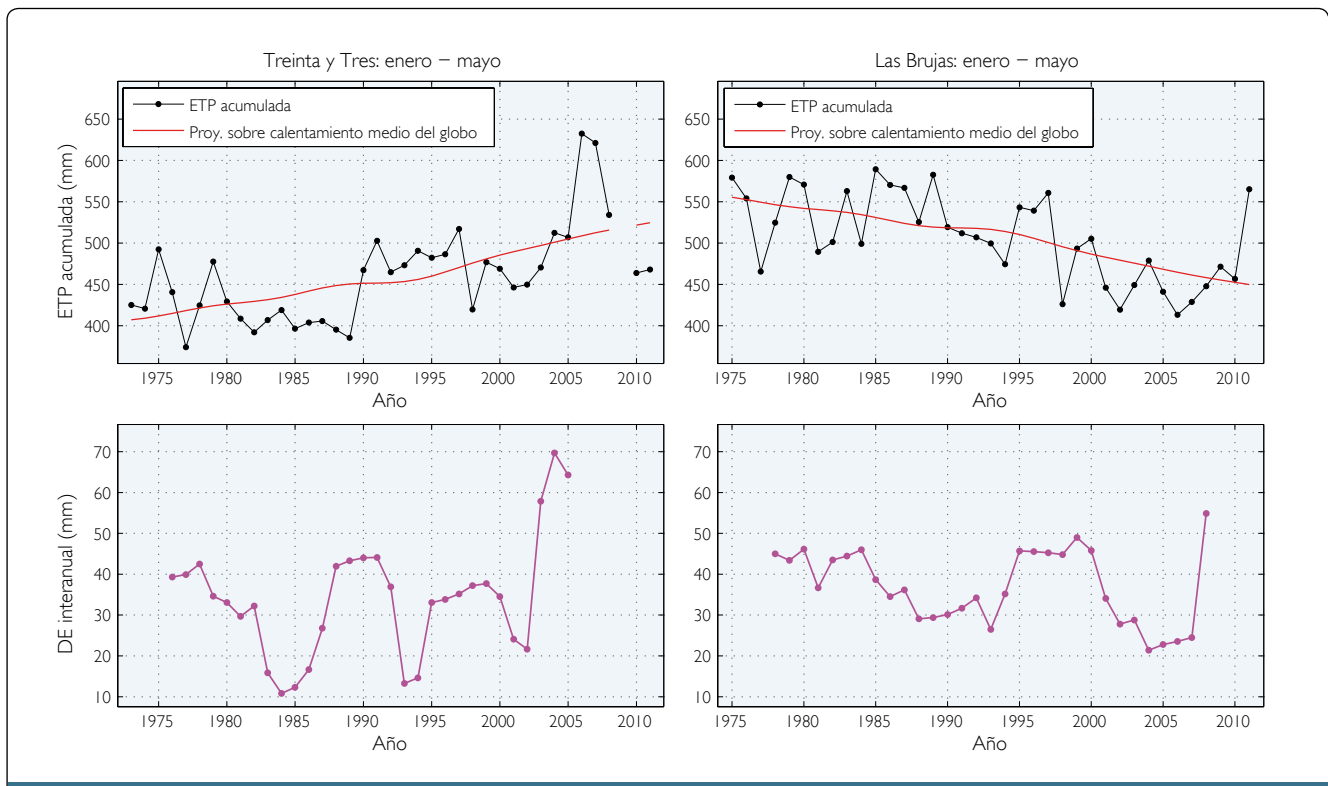 Treinta y Tres: enero – mayo
ETP acumulada
Proy. sobre calentamiento medio del globo
ETP acumulada (mm)
650
600
550
500
450
400
1975 1980 1985 1990 1995 2000 2005 2010
Año
Las Brujas: enero – mayo
ETP acumulada
Proy. sobre calentamiento medio del globo
650
600
550
500
450
400
1975 1980 1985 1990 1995 2000 2005 2010
Año
DE interanual (mm)
70
60
50
40
30
20
10
1975 1980 1985 1990 1995 2000 2005 2010
Año
70
60
50
40
30
20
10
1975 1980 1985 1990 1995 2000 2005 2010
Año